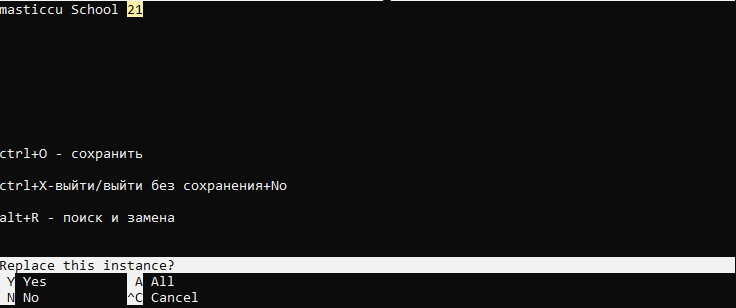 masticcu School 21
ctrl+O - сохранить
ctrl+X-выйти/выйти без сохранения+No
alt+R - поиск и замена
Replace this instance?
Y Yes A All
N No ^C Cancel